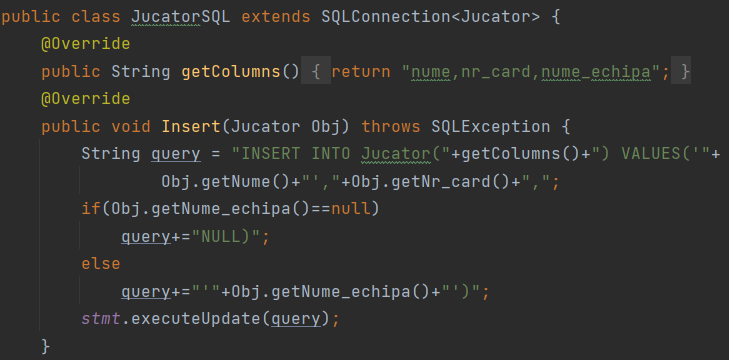 public class JucatorSQL extends SQLConnection<Jucator> {
@Override
public String getColumns() { return "nume,nr_card,nume_echipa"; }
@Override
public void Insert(Jucator Obj) throws SQLException {
String query = "INSERT INTO Jucator("+getColumns()+") VALUES('"+
Obj.getNume()+"',"+Obj.getNr_card()+",";
if(Obj.getNume_echipa()==null)
query+="NULL)";
else
query+="'"+Obj.getNume_echipa()+"')";
stmt.executeUpdate(query);
}